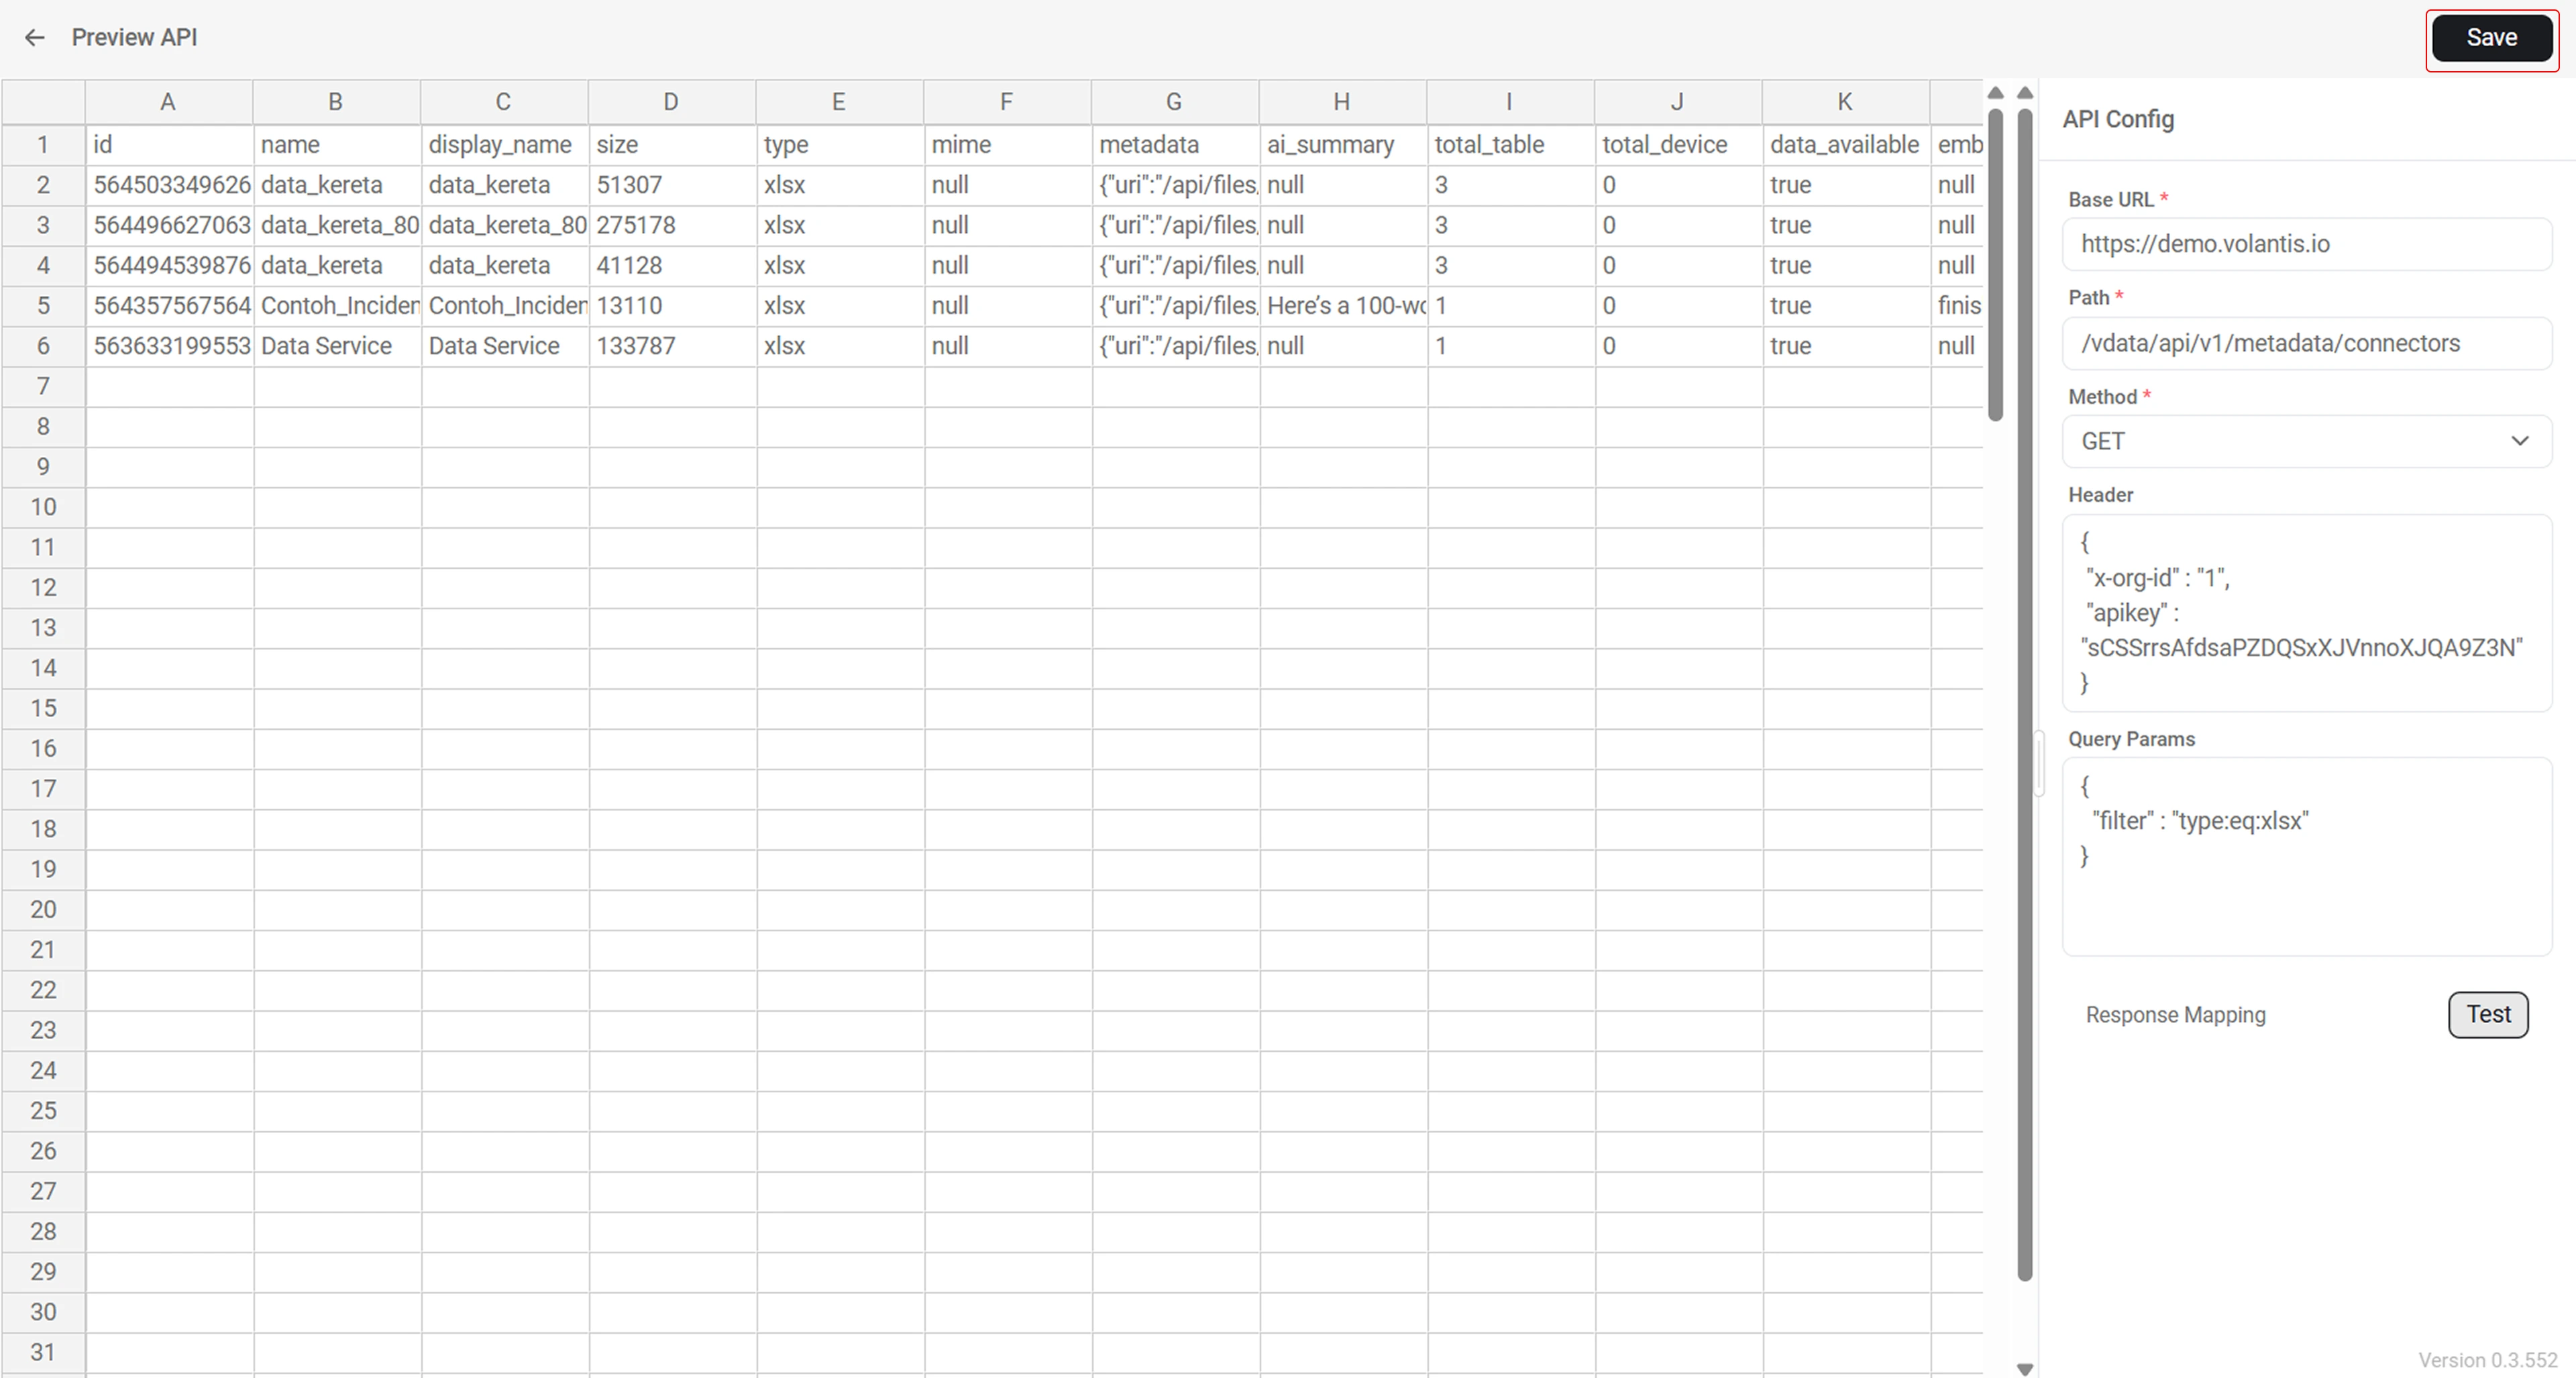 Preview API
Save
A B C D E F G H I J K
1 id name display_name size type mime metadata ai_summary total_table total_device data_available emb
2 564503349626 data_kereta data_kereta 51307 xlsx null {"uri":"/api/files, null 3 0 true null
3 564496627063 data_kereta_80 data_kereta_80 275178 xlsx null {"uri":"/api/files, null 3 0 true null
4 564494539876 data_kereta data_kereta 41128 xlsx null {"uri":"/api/files, null 3 0 true null
5 564357567564 Contoh_Inciden Contoh_Inciden 13110 xlsx null {"uri":"/api/files, Here’s a 100-wo 1 0 true finis
6 563633199553 Data Service Data Service 133787 xlsx null {"uri":"/api/files, null 1 0 true null
7
8
9
10
11
12
13
14
15
16
17
18
19
20
21
22
23
24
25
26
27
28
29
30
31
API Config
Base URL *
https://demo.volantis.io
Path *
/vdata/api/v1/metadata/connectors
Method *
GET
Header
{
"x-org-id" : "1",
"apikey" :
"sCSSrrsAfdsaPZDQSxXJVnnoXJQA9Z3N"
}
Query Params
{
"filter" : "type:eq:xlsx"
}
Response Mapping
Test
Version 0.3.552